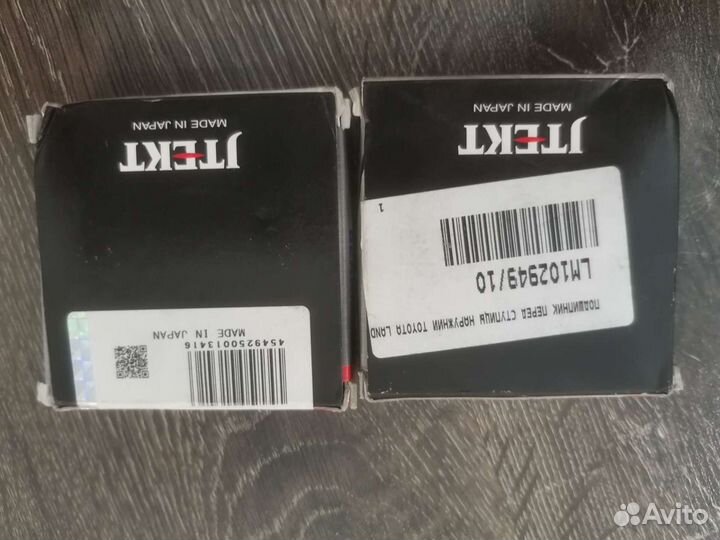 JTEKT
MADE IN JAPAN
4549250013416
MADE IN JAPAN
JTEKT
MADE IN JAPAN
ПОДШИПНИК ПЕРЕД СТУПИЦЫ НАРУЖНИЙ TOYOTA LAND
LM102949/10
1
Avito